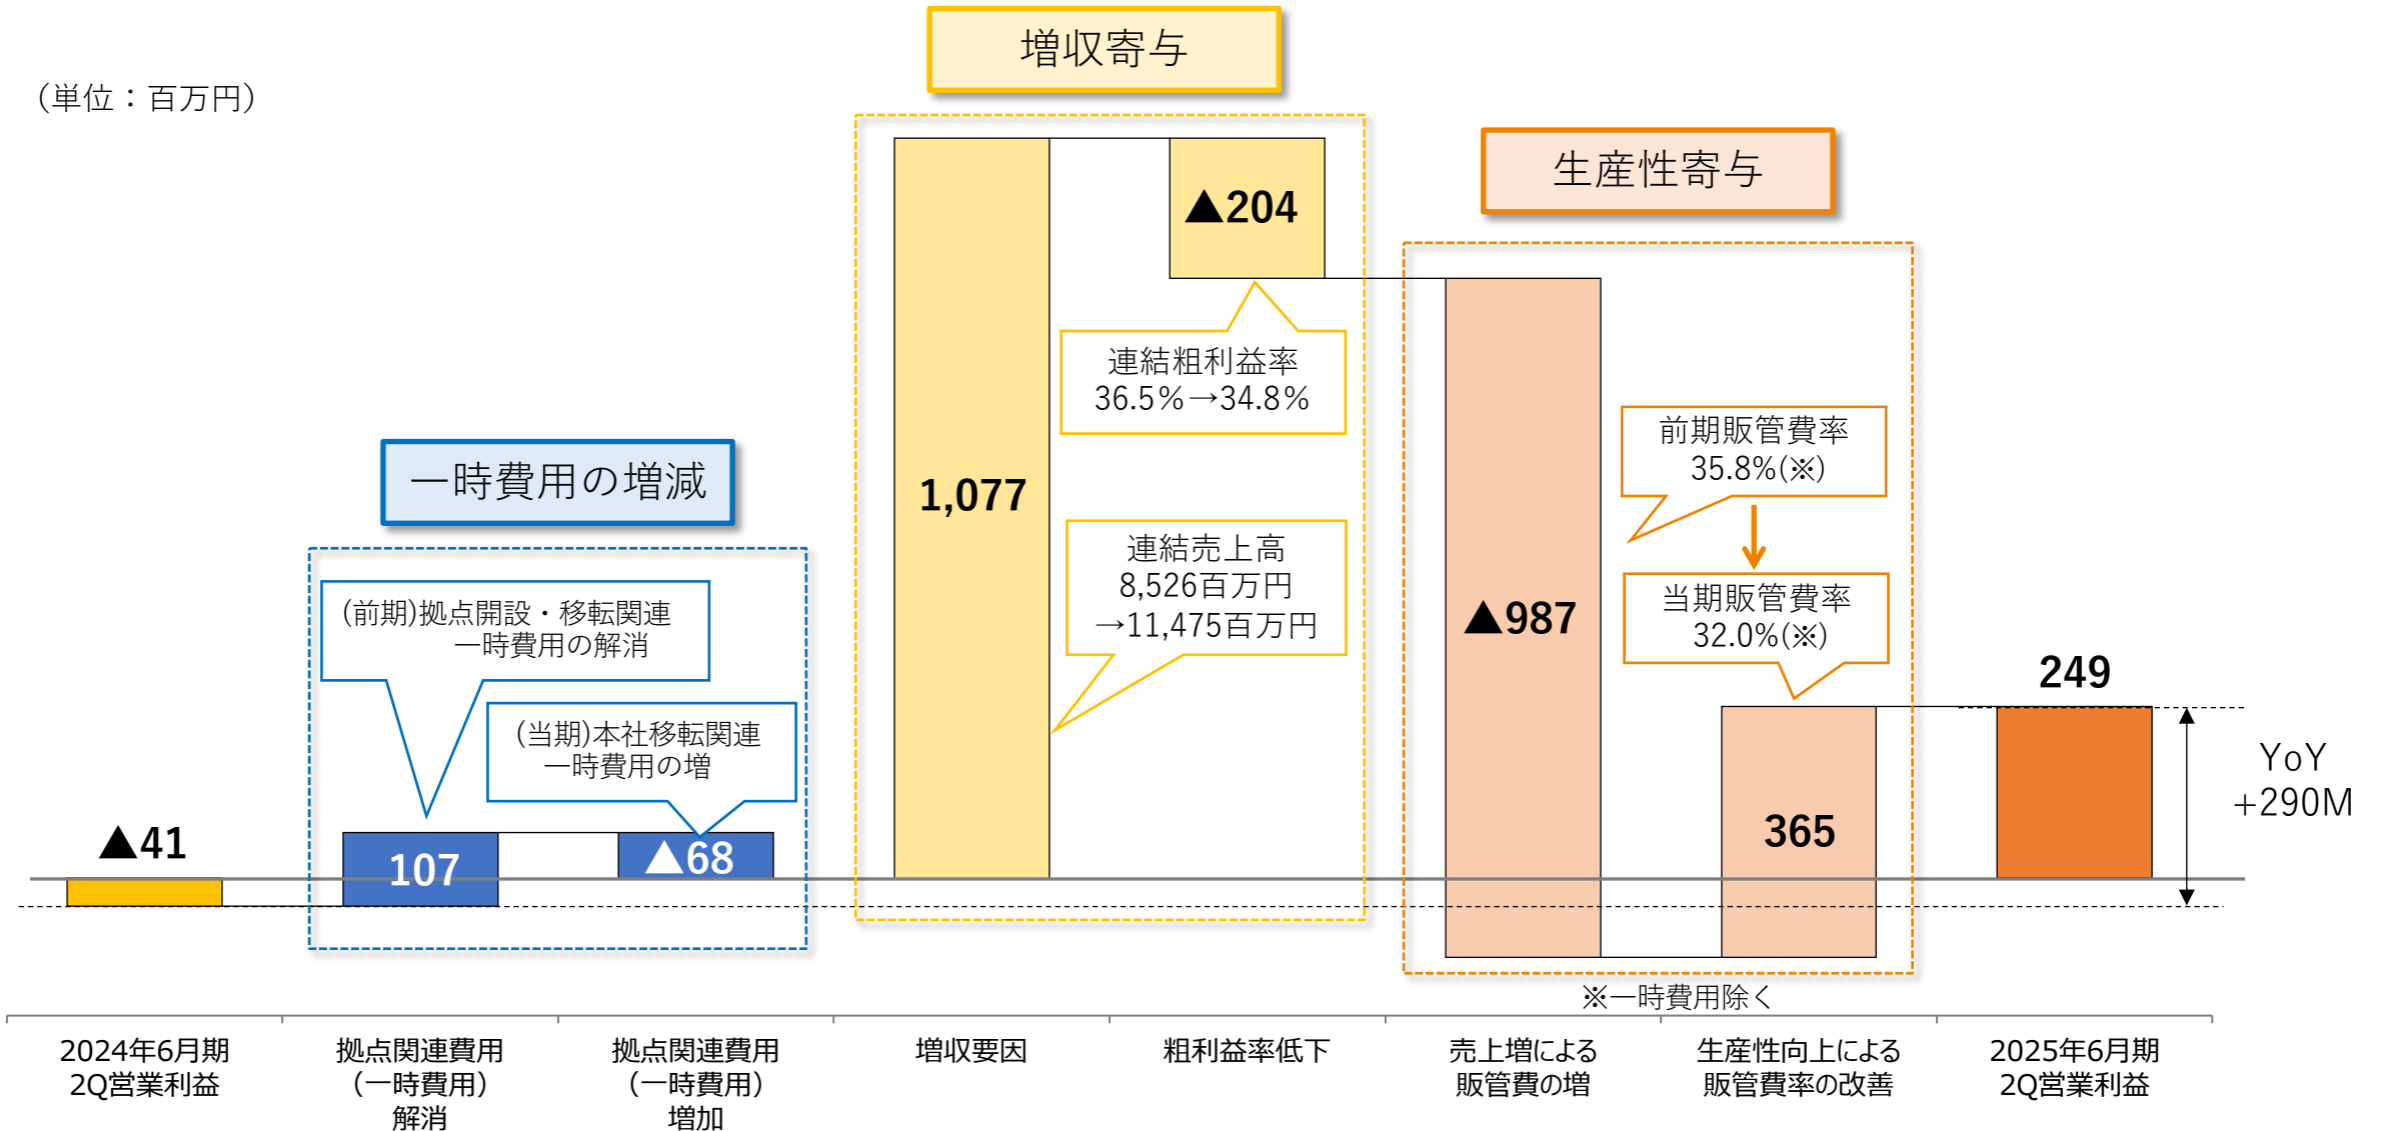 （単位：百万円）
増収寄与
生産性寄与
一時費用の増減
▲204
連結粗利益率
36.5％→34.8％
1,077
連結売上高
8,526百万円
→11,475百万円
前期販管費率
35.8%(※)
当期販管費率
32.0%(※)
▲987
365
249
YoY
+290M
(前期)拠点開設・移転関連
一時費用の解消
(当期)本社移転関連
一時費用の増
▲41
107
▲68
※一時費用除く
2024年6月期
2Q営業利益
拠点関連費用
（一時費用）
解消
拠点関連費用
（一時費用）
増加
増収要因
粗利益率低下
売上増による
販管費の増
生産性向上による
販管費率の改善
2025年6月期
2Q営業利益